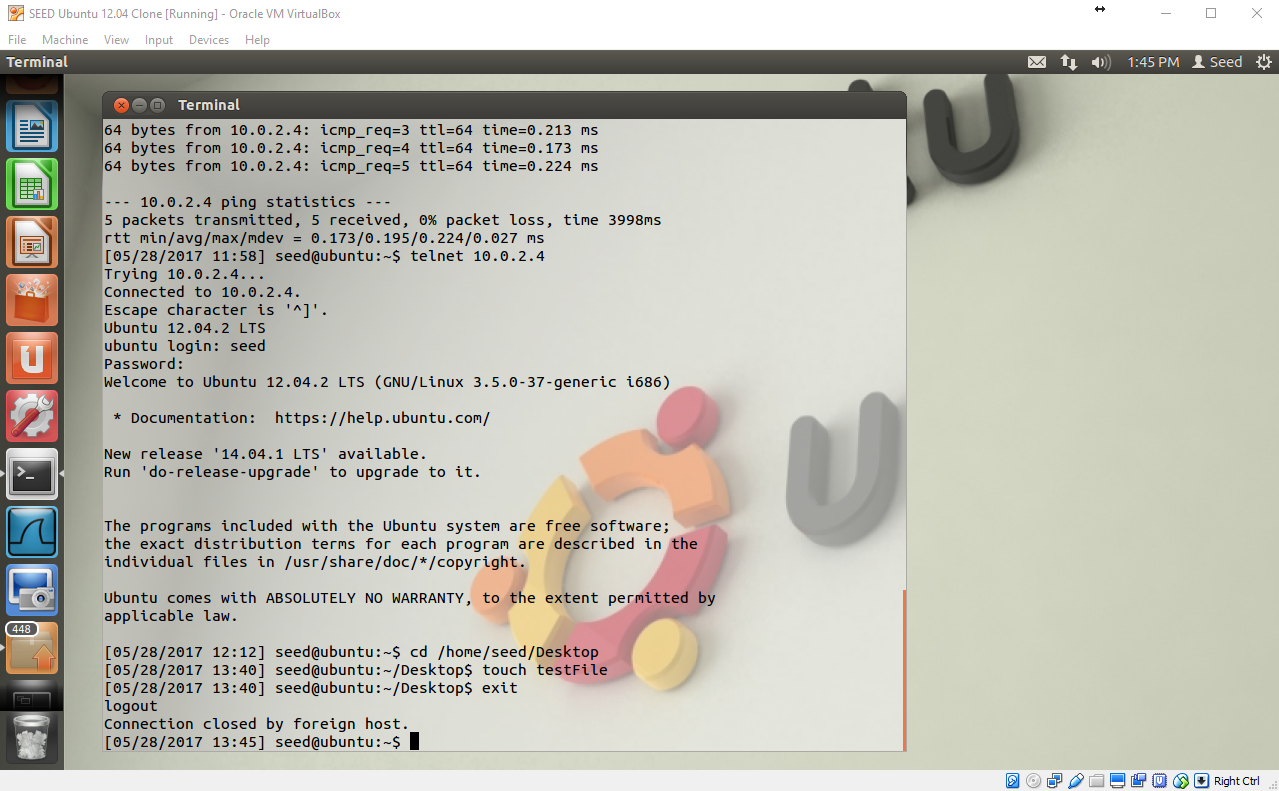 SEED Ubuntu 12.04 Clone [Running] - Oracle VM VirtualBox
File Machine View Input Devices Help
Terminal 1:45 PM Seed
Terminal
64 bytes from 10.0.2.4: icmp_req=3 ttl=64 time=0.213 ms
64 bytes from 10.0.2.4: icmp_req=4 ttl=64 time=0.173 ms
64 bytes from 10.0.2.4: icmp_req=5 ttl=64 time=0.224 ms
--- 10.0.2.4 ping statistics ---
5 packets transmitted, 5 received, 0% packet loss, time 3998ms
rtt min/avg/max/mdev = 0.173/0.195/0.224/0.027 ms
[05/28/2017 11:58] seed@ubuntu:~$ telnet 10.0.2.4
Trying 10.0.2.4...
Connected to 10.0.2.4.
Escape character is '^]'.
Ubuntu 12.04.2 LTS
ubuntu login: seed
Password:
Welcome to Ubuntu 12.04.2 LTS (GNU/Linux 3.5.0-37-generic i686)
 * Documentation:  https://help.ubuntu.com/
New release '14.04.1 LTS' available.
Run 'do-release-upgrade' to upgrade to it.
The programs included with the Ubuntu system are free software;
the exact distribution terms for each program are described in the
individual files in /usr/share/doc/*/copyright.
Ubuntu comes with ABSOLUTELY NO WARRANTY, to the extent permitted by
applicable law.
[05/28/2017 12:12] seed@ubuntu:~$ cd /home/seed/Desktop
[05/28/2017 13:40] seed@ubuntu:~/Desktop$ touch testFile
[05/28/2017 13:40] seed@ubuntu:~/Desktop$ exit
logout
Connection closed by foreign host.
[05/28/2017 13:45] seed@ubuntu:~$
448
U
U
Right Ctrl